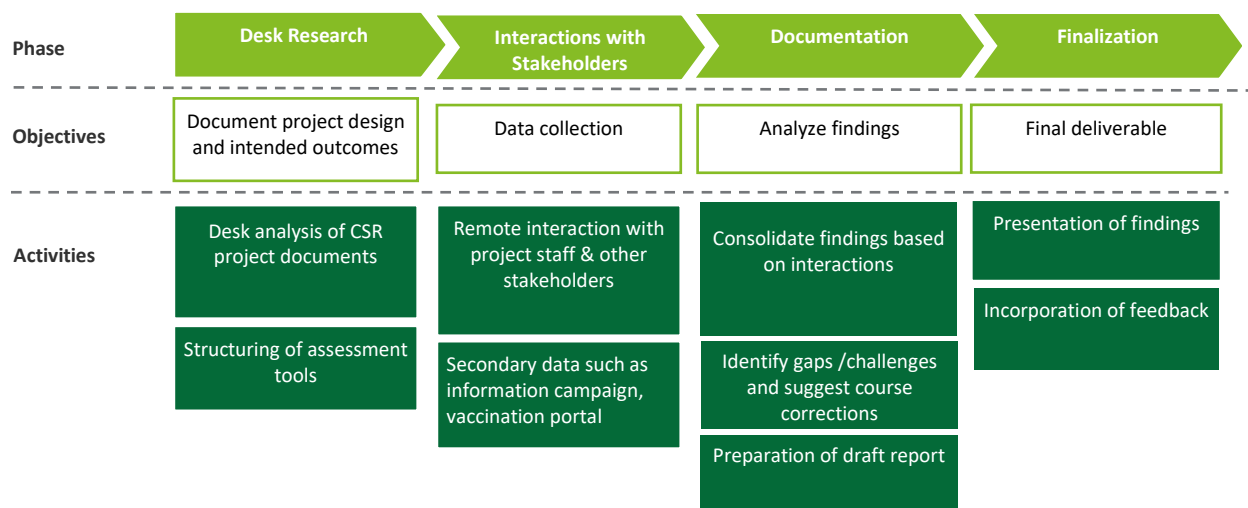 Phase
Desk Research
Interactions with
Stakeholders
Documentation
Finalization
Objectives
Document project design
and intended outcomes
Data collection
Analyze findings
Final deliverable
Activities
Desk analysis of CSR
project documents
Structuring of assessment
tools
Remote interaction with
project staff & other
stakeholders
Secondary data such as
information campaign,
vaccination portal
Consolidate findings based
on interactions
Identify gaps /challenges
and suggest course
corrections
Preparation of draft report
Presentation of findings
Incorporation of feedback